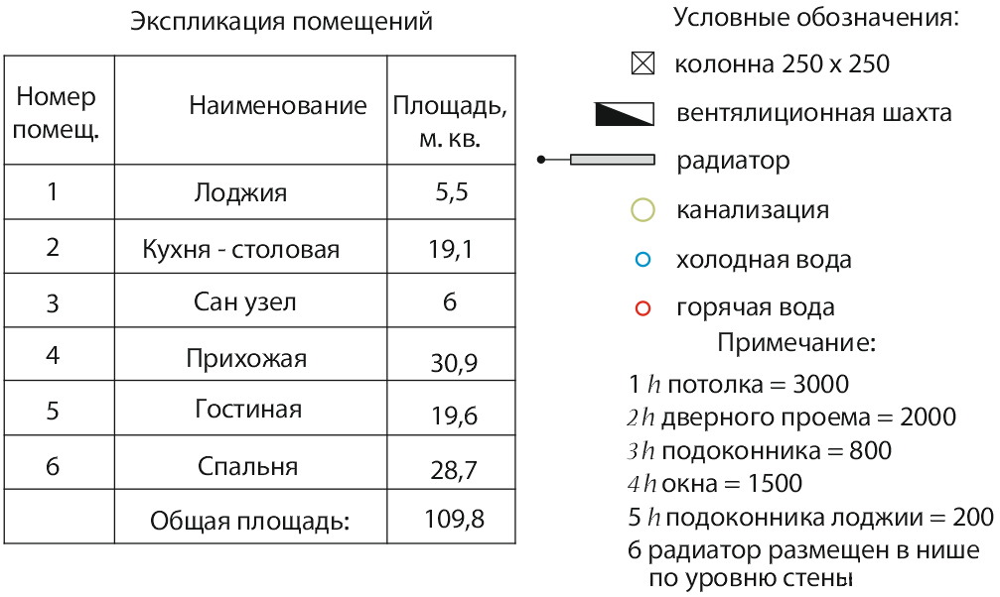 Экспликация помещений
Номер помещ. Наименование Площадь, м. кв.
1 Лоджия 5,5
2 Кухня - столовая 19,1
3 Сан узел 6
4 Прихожая 30,9
5 Гостиная 19,6
6 Спальня 28,7
Общая площадь: 109,8
Условные обозначения:
колонна 250 х 250
вентялиционная шахта
радиатор
канализация
холодная вода
горячая вода
Примечание:
1 h потолка = 3000
2 h дверного проема = 2000
3 h подоконника = 800
4 h окна = 1500
5 h подоконника лоджии = 200
6 радиатор размещен в нише
по уровню стены